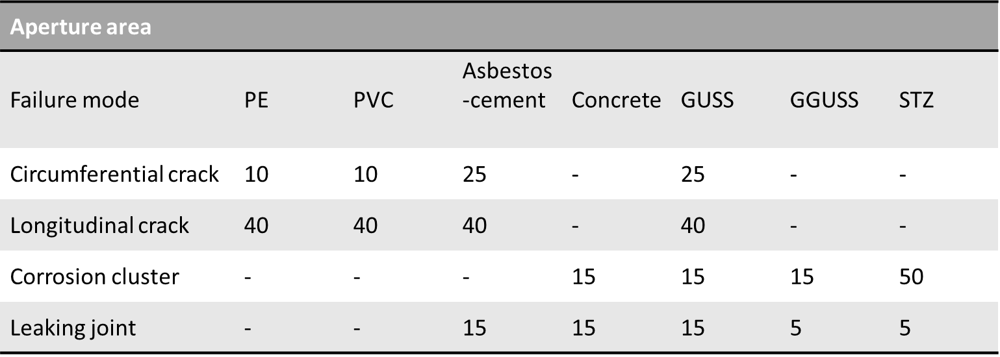 Aperture area
Failure mode PE PVC Asbestos -cement Concrete GUSS GGUSS STZ
Circumferential crack 10 10 25 - 25 - -
Longitudinal crack 40 40 40 - 40 - -
Corrosion cluster - - - 15 15 15 50
Leaking joint - - 15 15 15 5 5